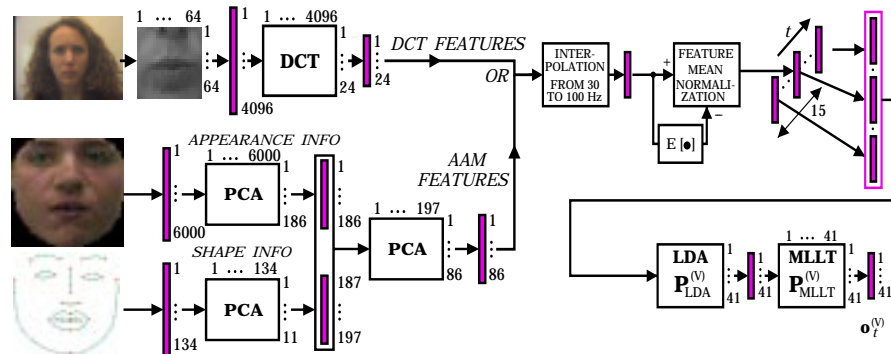 1 ... 64
1
64
1
4096
1 ... 4096
DCT
1
24
1
24
DCT FEATURES
OR
INTER-
POLATION
FROM 30
TO 100 Hz
+
FEATURE
MEAN
NORMALI-
ZATION
−
E [●]
t
15
APPEARANCE INFO
1
6000
1 ... 6000
PCA
1
186
1
186
AAM
FEATURES
1 ... 197
PCA
1
86
1
86
SHAPE INFO
1
134
1 ... 134
PCA
1
11
187
197
LDA
P(V)LDA
1
41
1
41
1 ... 41
MLLT
P(V)MLLT
1
41
1
41
o(V)t